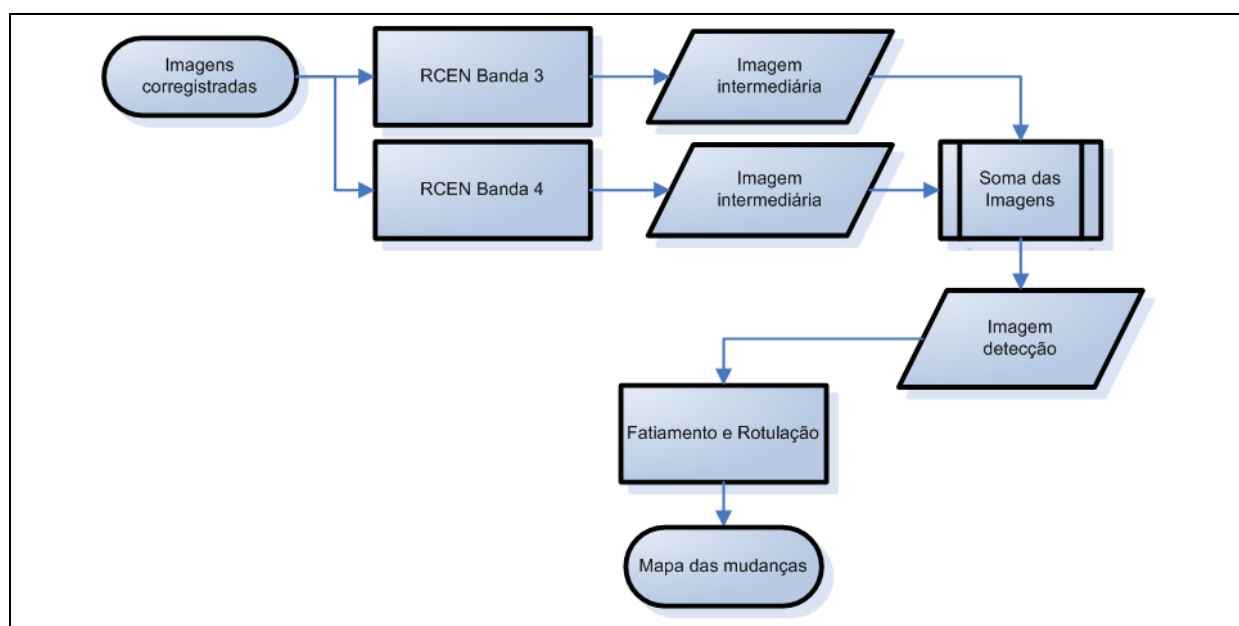 Imagens
corregistradas
RCEN Banda 3
Imagem
intermediária
RCEN Banda 4
Imagem
intermediária
Soma das
Imagens
Imagem
detecção
Fatiamento e Rotulação
Mapa das mudanças